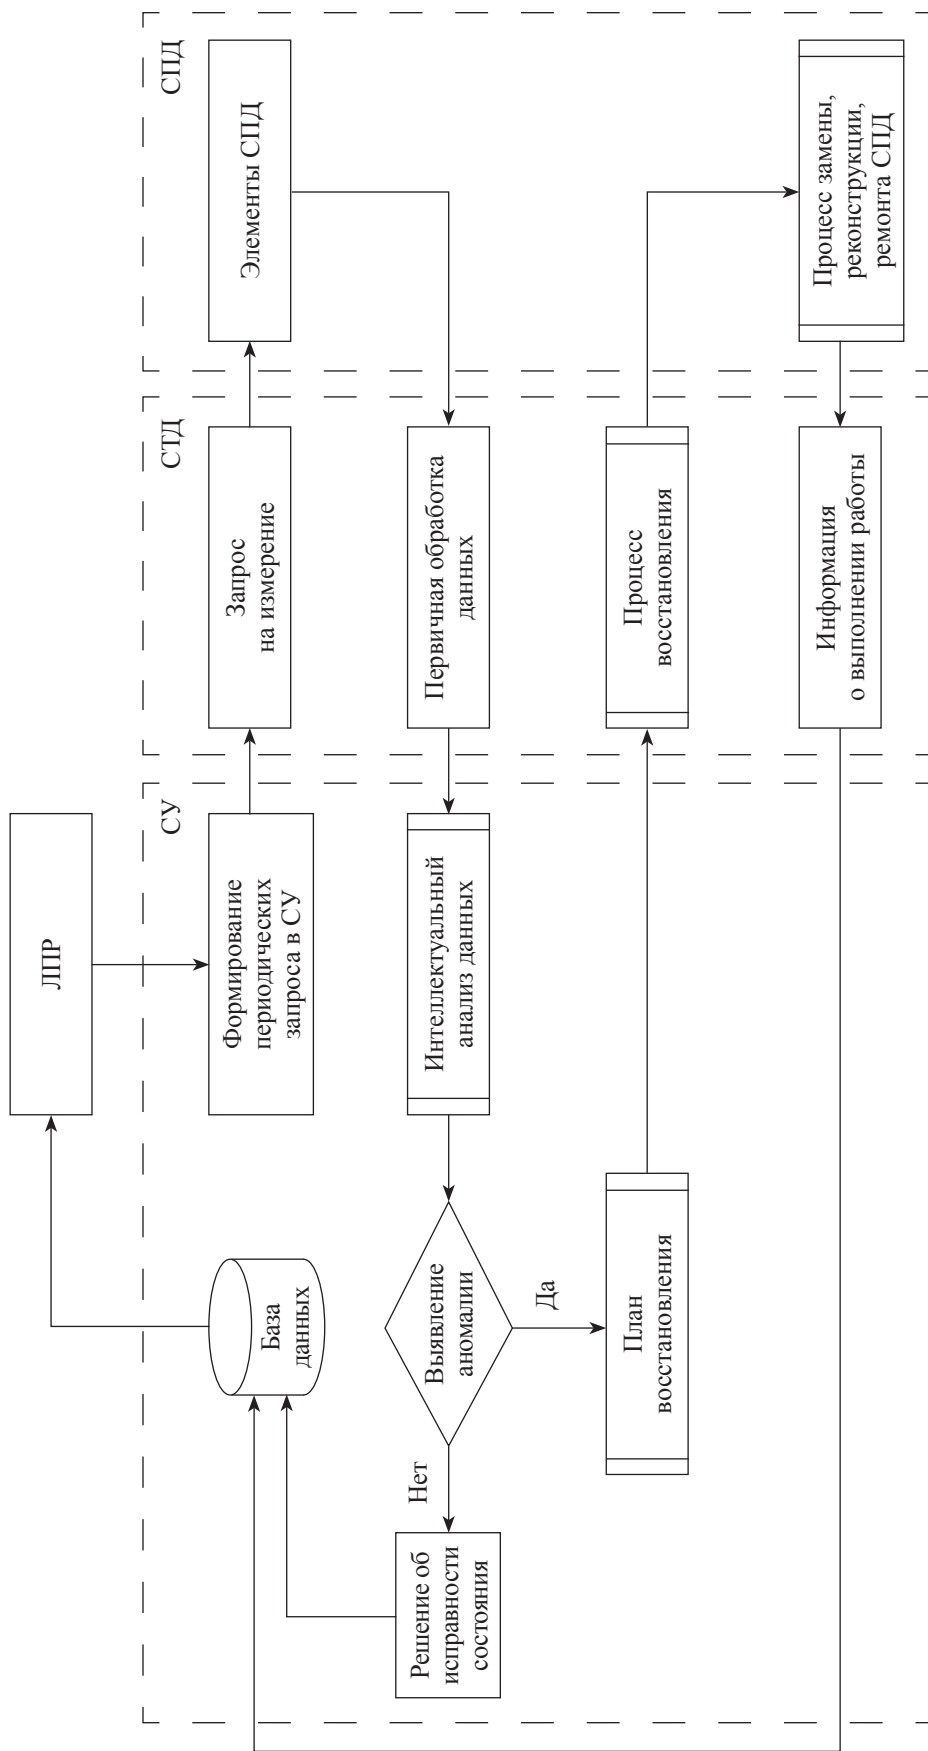 ЛПР
СУ
СТД
СПД
База
данных
Формирование
периодических
запроса в СУ
Запрос
на измерение
Элементы СПД
Решение об
исправности
состояния
Нет
Выявление
аномалии
Да
Интеллектуальный
анализ данных
Первичная обработка
данных
План
восстановления
Процесс
восстановления
Процесс замены,
реконструкции,
ремонта СПД
Информация
о выполнении работы